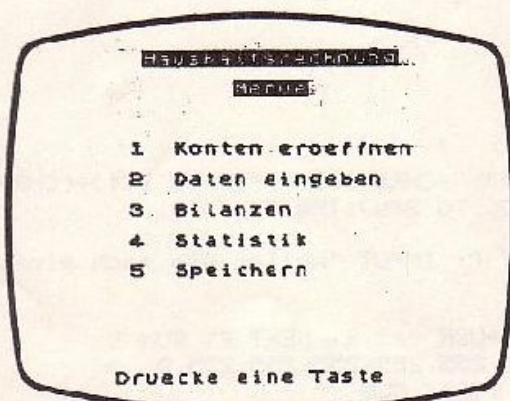 Haushaltsrechnung
Menue
1 Konten eroeffnen
2 Daten eingeben
3 Bilanzen
4 Statistik
5 Speichern
Druecke eine Taste